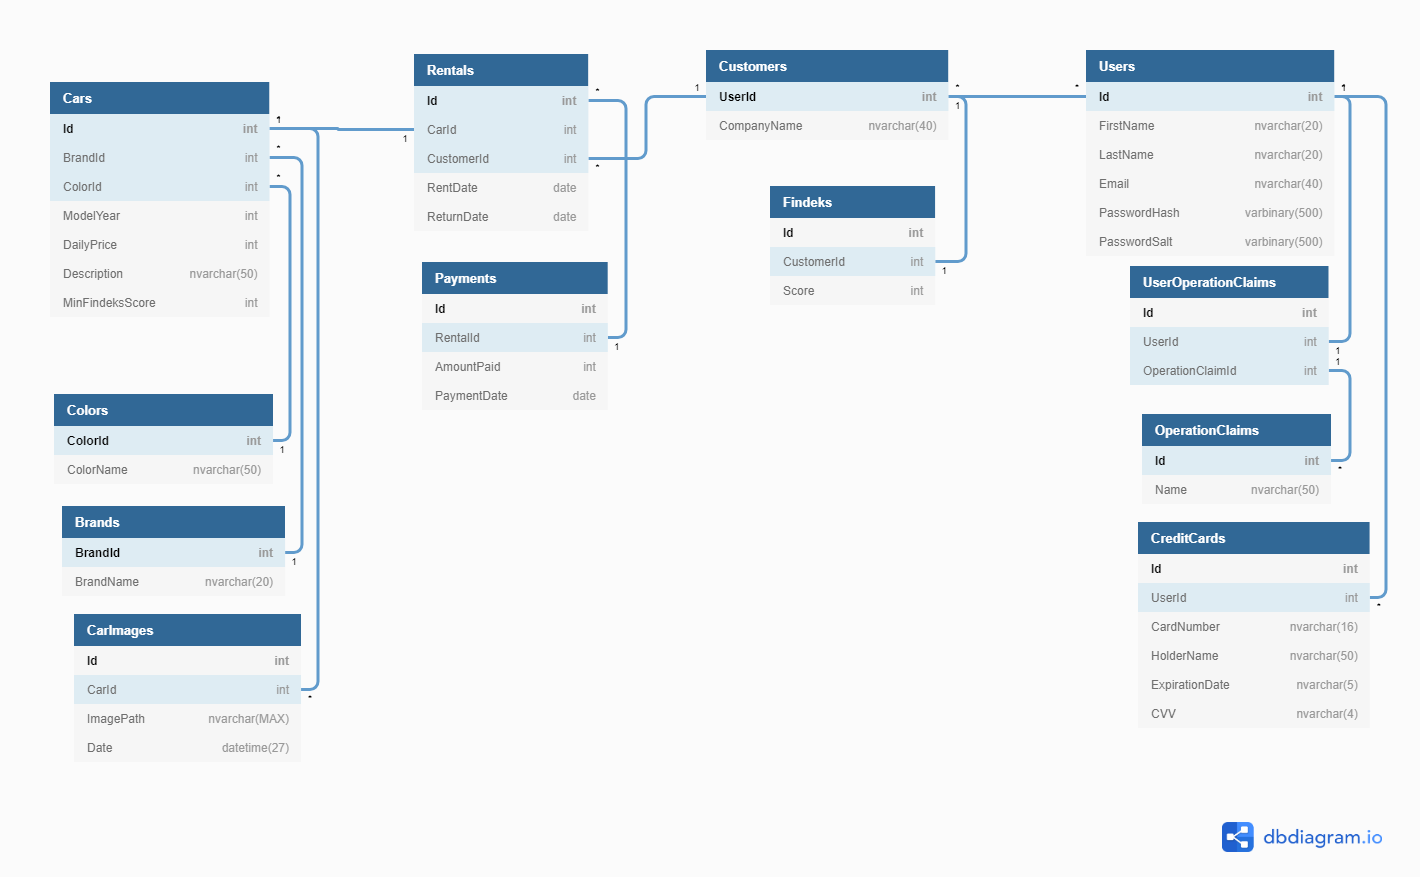 Cars
Id int
BrandId int
ColorId int
ModelYear int
DailyPrice int
Description nvarchar(50)
MinFindeksScore int
Colors
ColorId int
ColorName nvarchar(50)
Brands
BrandId int
BrandName nvarchar(20)
CarImages
Id int
CarId int
ImagePath nvarchar(MAX)
Date datetime(27)
Rentals
Id int
CarId int
CustomerId int
RentDate date
ReturnDate date
Payments
Id int
RentalId int
AmountPaid int
PaymentDate date
Customers
UserId int
CompanyName nvarchar(40)
Findeks
Id int
CustomerId int
Score int
Users
Id int
FirstName nvarchar(20)
LastName nvarchar(20)
Email nvarchar(40)
PasswordHash varbinary(500)
PasswordSalt varbinary(500)
UserOperationClaims
Id int
UserId int
OperationClaimId int
OperationClaims
Id int
Name nvarchar(50)
CreditCards
Id int
UserId int
CardNumber nvarchar(16)
HolderName nvarchar(50)
ExpirationDate nvarchar(5)
CVV nvarchar(4)
1
*
*
1
1
*
1
*
*
1
1
*
1
*
1
1
1
1
*
*
dbdiagram.io